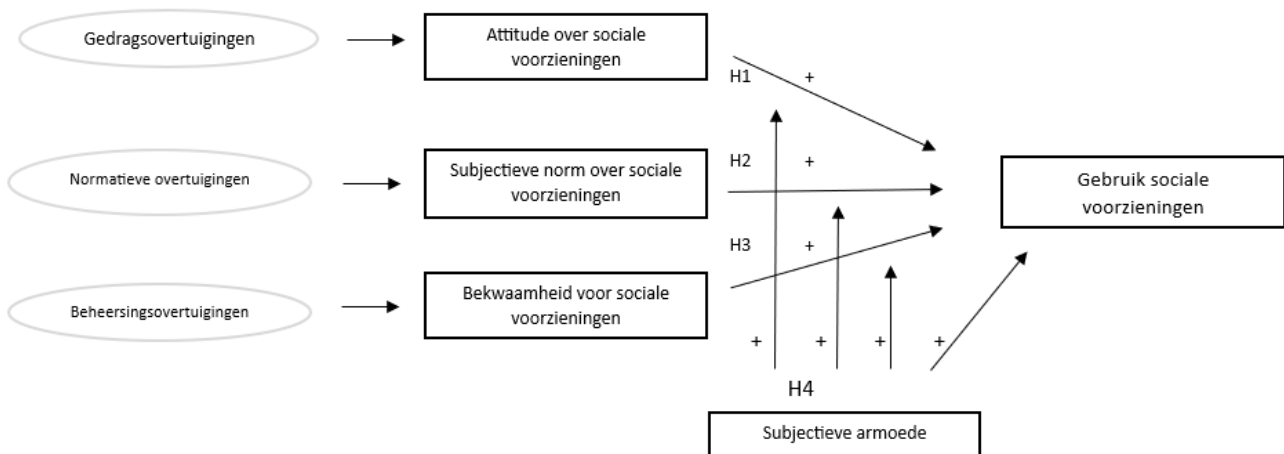 Gedragsovertuigingen
Attitude over sociale
voorzieningen
H1 +
Normatieve overtuigingen
Subjectieve norm over sociale
voorzieningen
H2 +
Gebruik sociale
voorzieningen
H3 +
Beheersingsovertuigingen
Bekwaamheid voor sociale
voorzieningen
+ + + +
H4
Subjectieve armoede